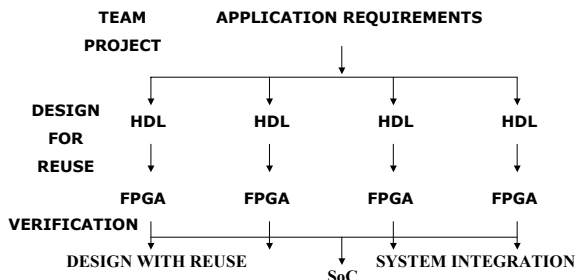 TEAM PROJECT
APPLICATION REQUIREMENTS
DESIGN FOR REUSE
HDL HDL HDL HDL
FPGA FPGA FPGA FPGA
VERIFICATION
DESIGN WITH REUSE SYSTEM INTEGRATION
SoC